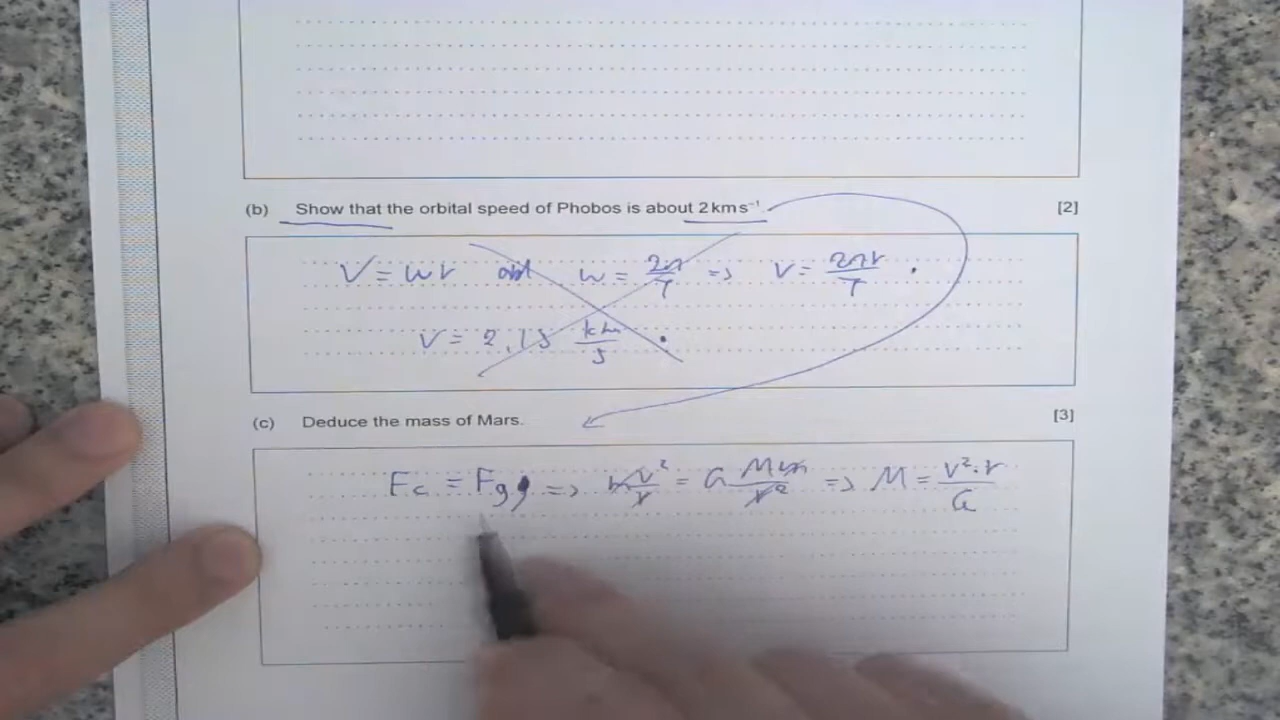 (b) Show that the orbital speed of Phobos is about 2 km s⁻¹. [2]
V = ωr and ω = 2π/T => V = 2πr/T .
V = 2,15 km/s .
(c) Deduce the mass of Mars. [3]
Fc = Fg => mv²/r = G Mm/r² => M = v²·r/G